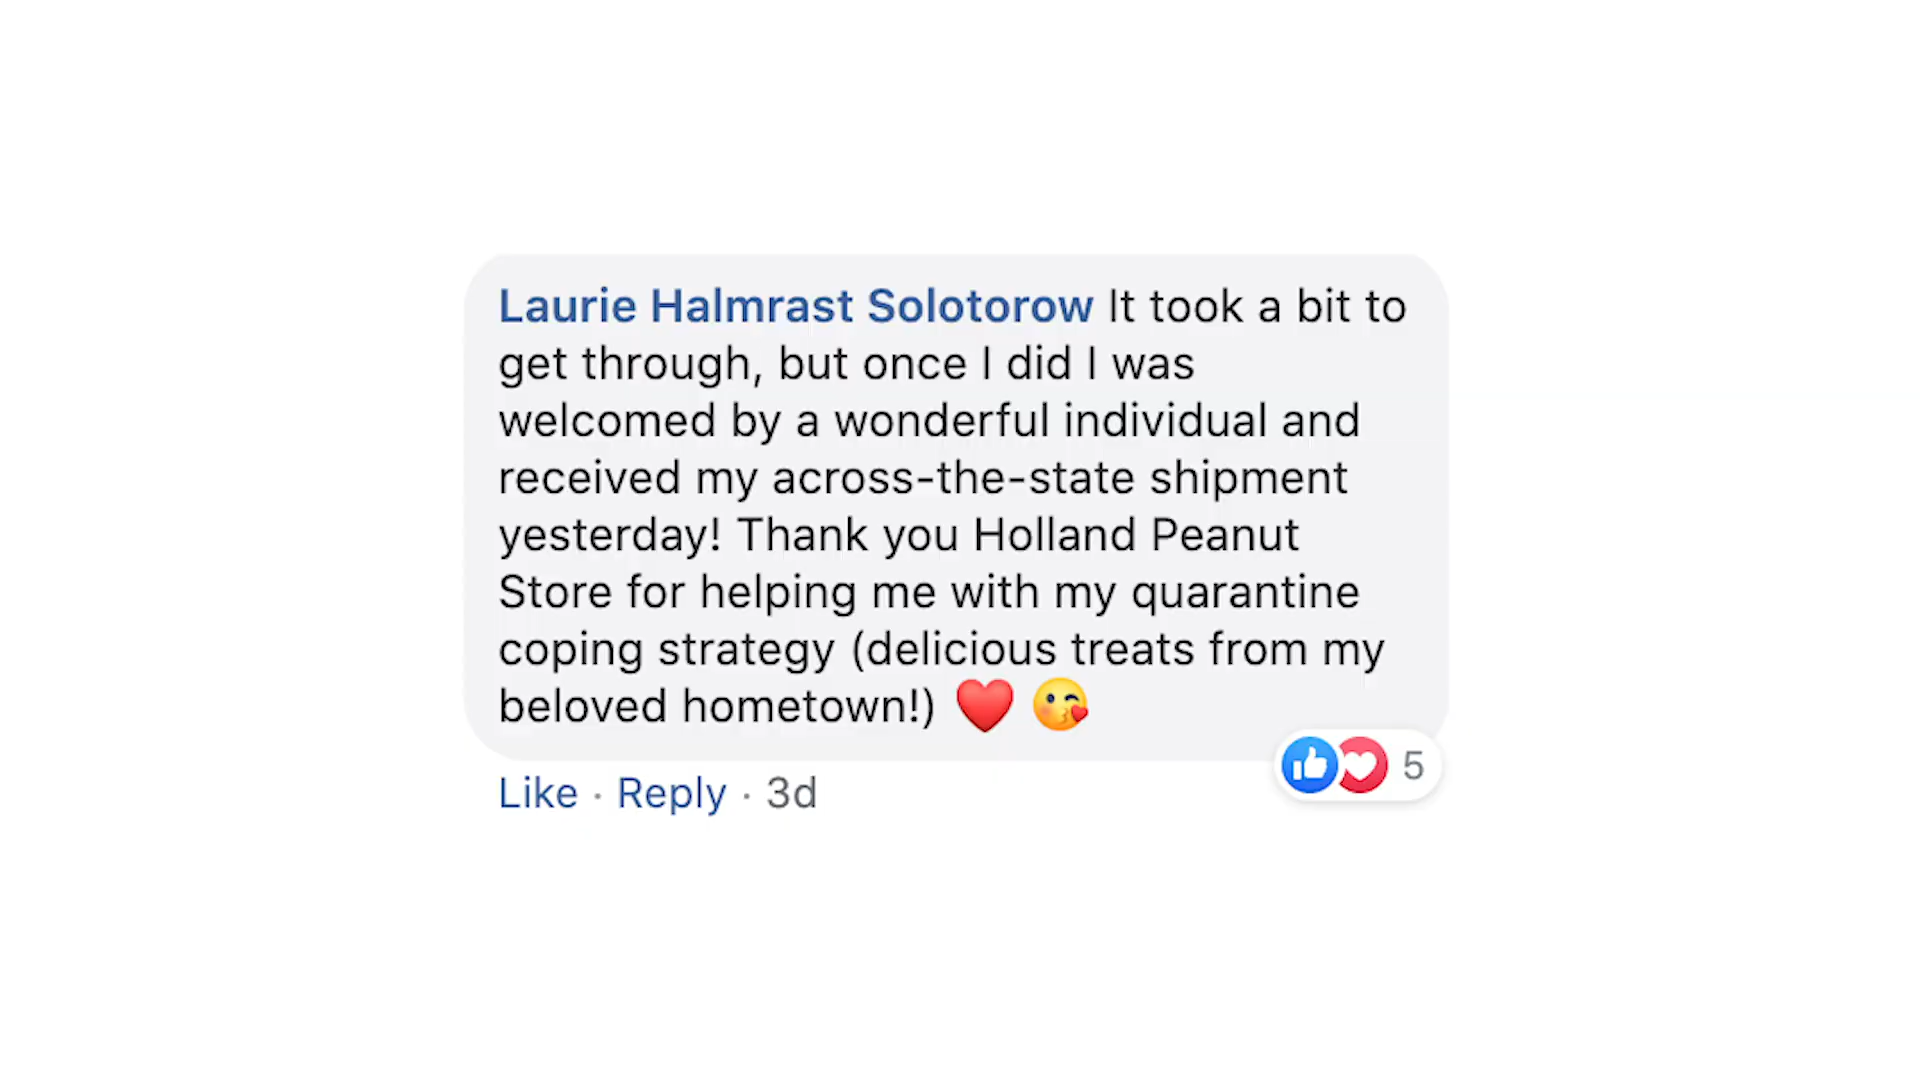 Laurie Halmrast Solotorow It took a bit to
get through, but once I did I was
welcomed by a wonderful individual and
received my across-the-state shipment
yesterday! Thank you Holland Peanut
Store for helping me with my quarantine
coping strategy (delicious treats from my
beloved hometown!) ❤️ 😘
5
Like · Reply · 3d